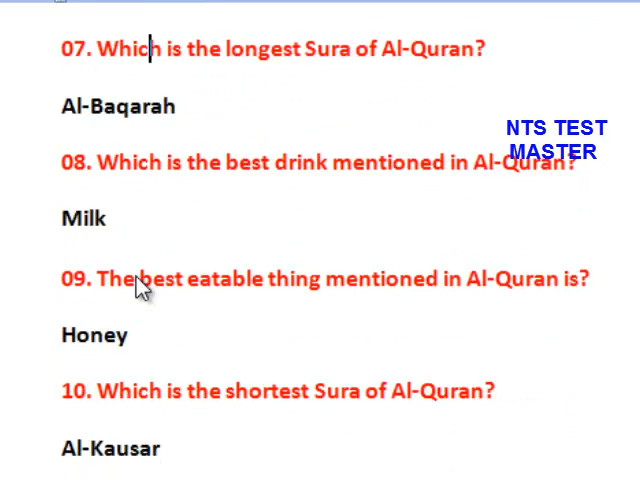 07. Which is the longest Sura of Al-Quran?
Al-Baqarah
NTS TEST
MASTER
08. Which is the best drink mentioned in Al-Quran?
Milk
09. The best eatable thing mentioned in Al-Quran is?
Honey
10. Which is the shortest Sura of Al-Quran?
Al-Kausar